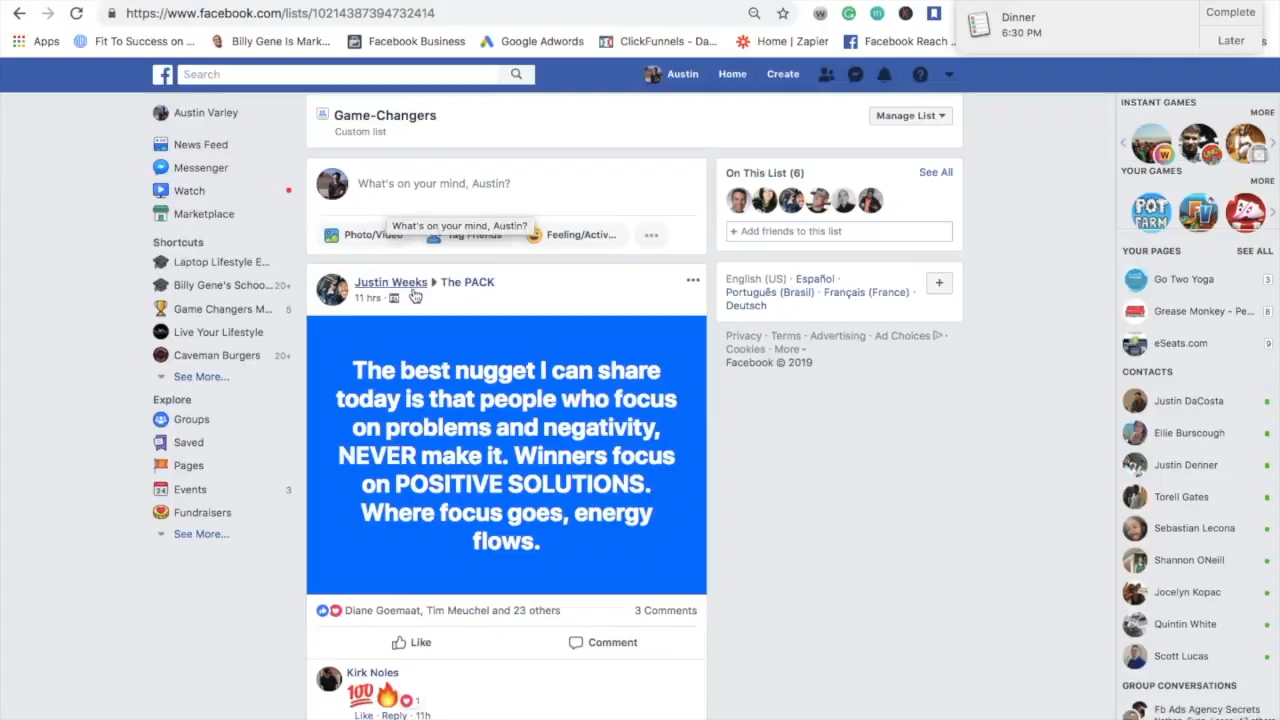 https://www.facebook.com/lists/10214387394732414
Dinner
6:30 PM
Complete
Later
Apps
Fit To Success on ...
Billy Gene Is Mark...
Facebook Business
Google Adwords
ClickFunnels - Da...
Home | Zapier
Facebook Reach ..
Search
Austin
Home
Create
Austin Varley
News Feed
Messenger
Watch
Marketplace
Shortcuts
Laptop Lifestyle E...
Billy Gene's Schoo... 20+
Game Changers M... 5
Live Your Lifestyle
Caveman Burgers 20+
See More...
Explore
Groups
Saved
Pages
Events 3
Fundraisers
See More...
Game-Changers
Custom list
Manage List
What's on your mind, Austin?
What's on your mind, Austin?
Photo/Video
Tag Friends
Feeling/Activ...
Justin Weeks ▸ The PACK
11 hrs ·
The best nugget I can share
today is that people who focus
on problems and negativity,
NEVER make it. Winners focus
on POSITIVE SOLUTIONS.
Where focus goes, energy
flows.
Diane Goemaat, Tim Meuchel and 23 others
3 Comments
Like
Comment
Kirk Noles
💯🔥 1
Like · Reply · 11h
On This List (6)
See All
+ Add friends to this list
English (US) · Español ·
Português (Brasil) · Français (France) ·
Deutsch
+
Privacy · Terms · Advertising · Ad Choices ·
Cookies · More
Facebook © 2019
INSTANT GAMES
MORE
YOUR GAMES
MORE
YOUR PAGES
SEE ALL
Go Two Yoga 3
Grease Monkey - Pe... 8
eSeats.com 9
CONTACTS
Justin DaCosta
Ellie Burscough
Justin Denner
Torell Gates
Sebastian Lecona
Shannon ONeill
Jocelyn Kopac
Quintin White
Scott Lucas
GROUP CONVERSATIONS
Fb Ads Agency Secrets